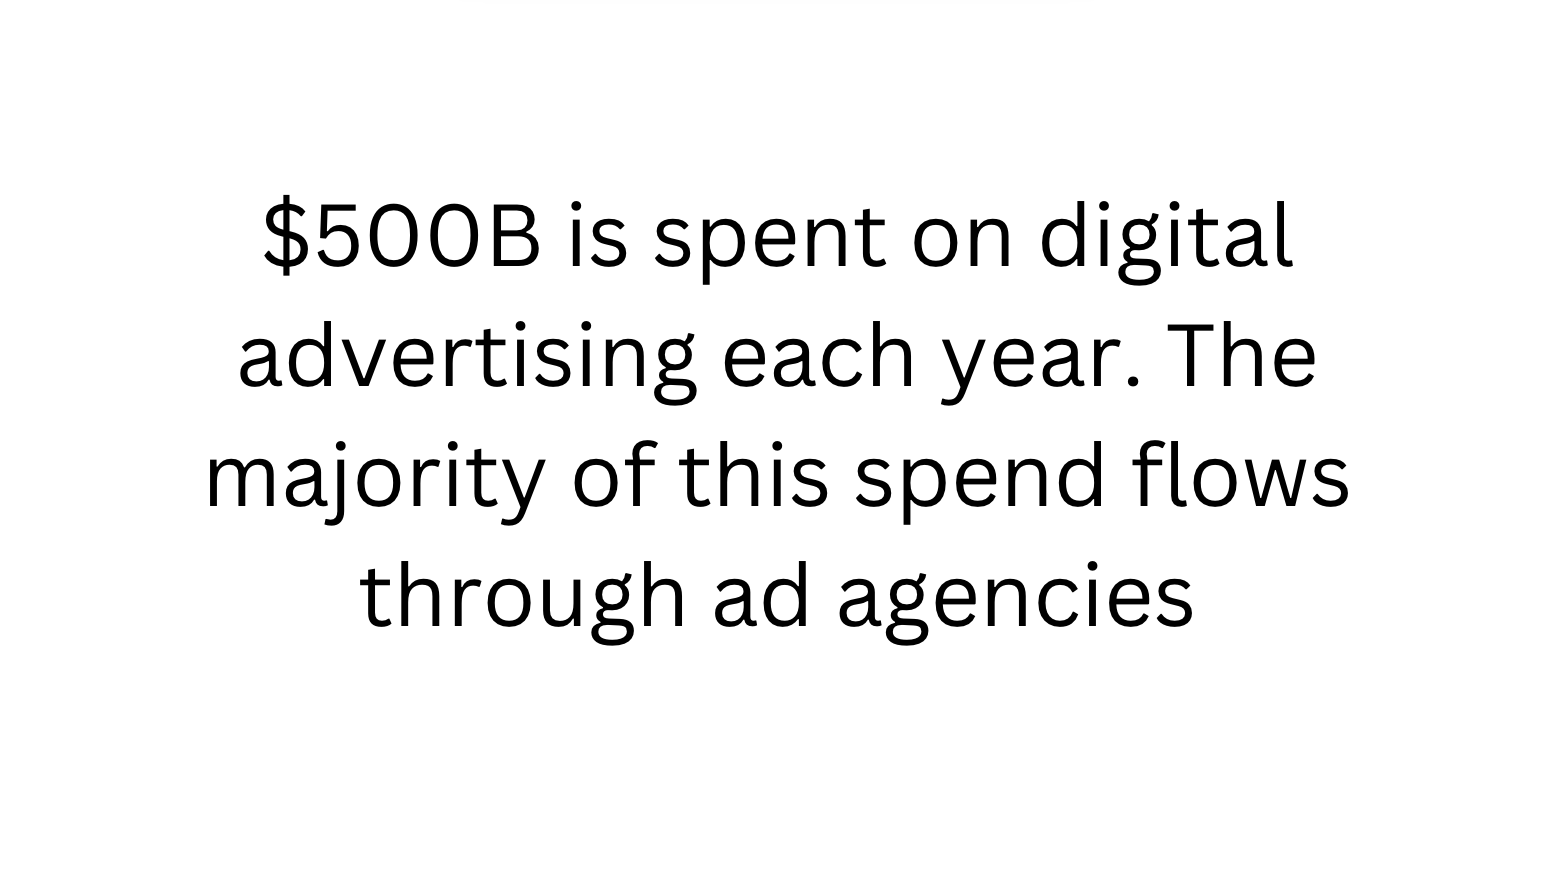 $500B is spent on digital
advertising each year. The
majority of this spend flows
through ad agencies